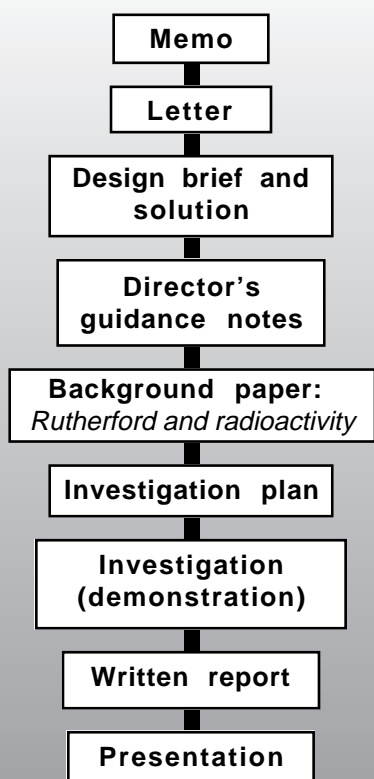 Memo
Letter
Design brief and
solution
Director's
guidance notes
Background paper:
Rutherford and radioactivity
Investigation plan
Investigation
(demonstration)
Written report
Presentation